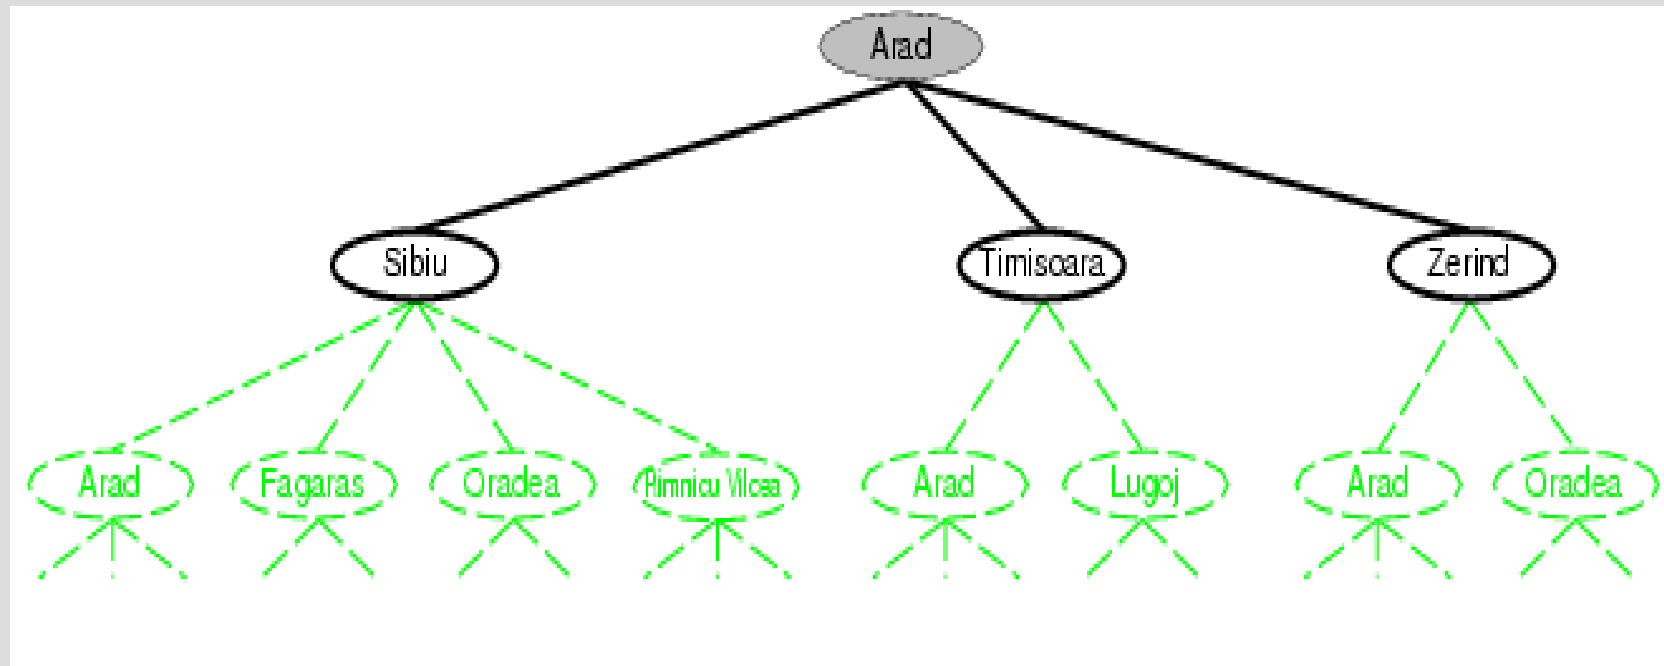 Arad
Sibiu Timisoara Zerind
Arad Fagaras Oradea Rimnicu Vilcea Arad Lugoj Arad Oradea